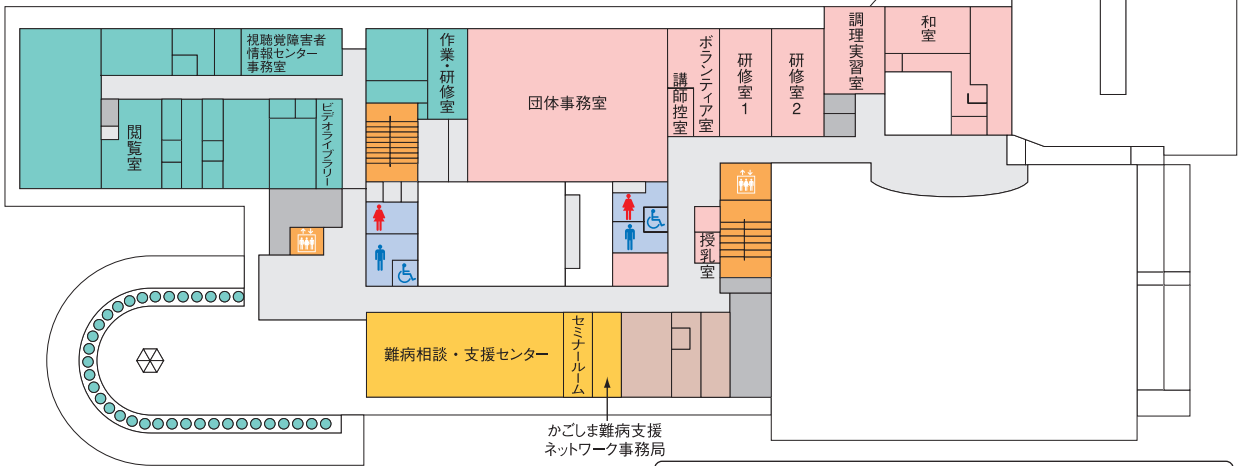 視聴覚障害者
情報センター
事務室
作業・研修室
団体事務室
講師控室
ボランティア室
研修室1
研修室2
調理実習室
和室
閲覧室
ビデオライブラリー
授乳室
難病相談・支援センター
セミナールーム
かごしま難病支援
ネットワーク事務局